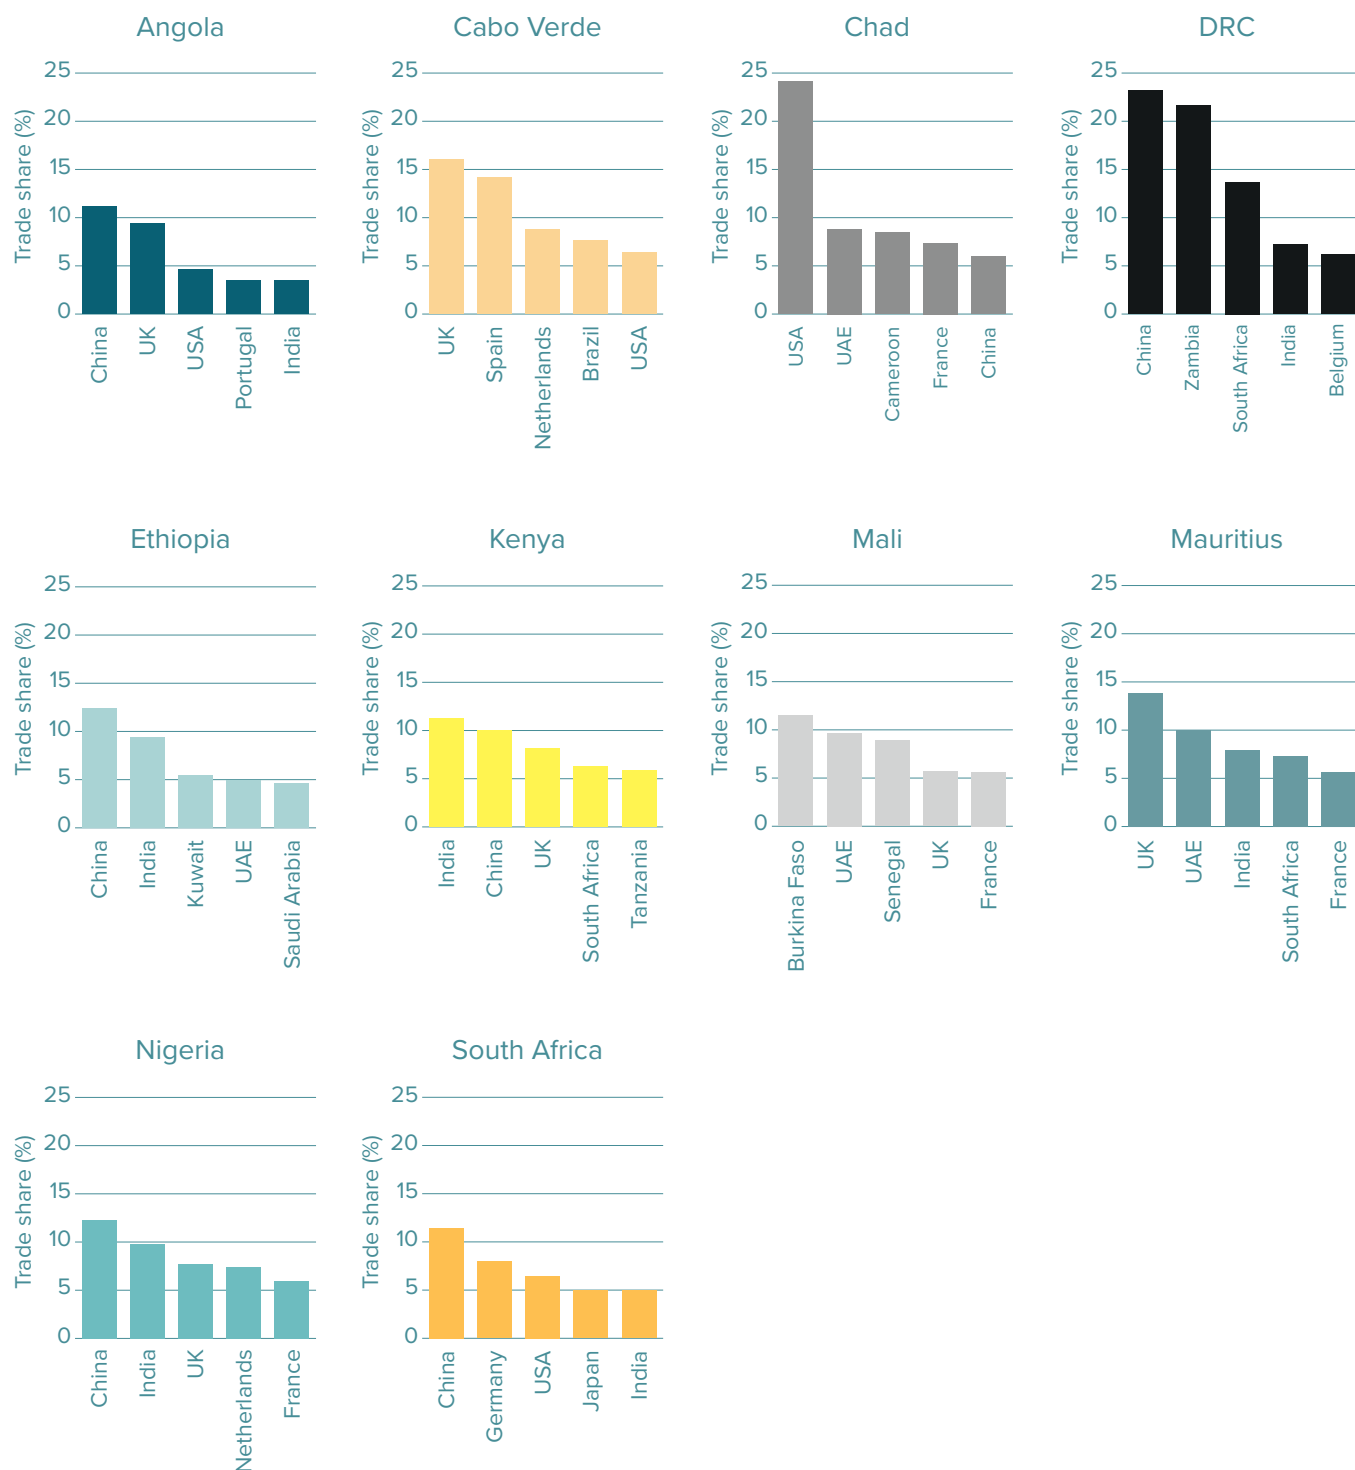 Angola
Trade share (%)
25
20
15
10
5
0
China
UK
USA
Portugal
India
Cabo Verde
Trade share (%)
25
20
15
10
5
0
UK
Spain
Netherlands
Brazil
USA
Chad
Trade share (%)
25
20
15
10
5
0
USA
UAE
Cameroon
France
China
DRC
Trade share (%)
25
20
15
10
5
0
China
Zambia
South Africa
India
Belgium
Ethiopia
Trade share (%)
25
20
15
10
5
0
China
India
Kuwait
UAE
Saudi Arabia
Kenya
Trade share (%)
25
20
15
10
5
0
India
China
UK
South Africa
Tanzania
Mali
Trade share (%)
25
20
15
10
5
0
Burkina Faso
UAE
Senegal
UK
France
Mauritius
Trade share (%)
25
20
15
10
5
0
UK
UAE
India
South Africa
France
Nigeria
Trade share (%)
25
20
15
10
5
0
China
India
UK
Netherlands
France
South Africa
Trade share (%)
25
20
15
10
5
0
China
Germany
USA
Japan
India